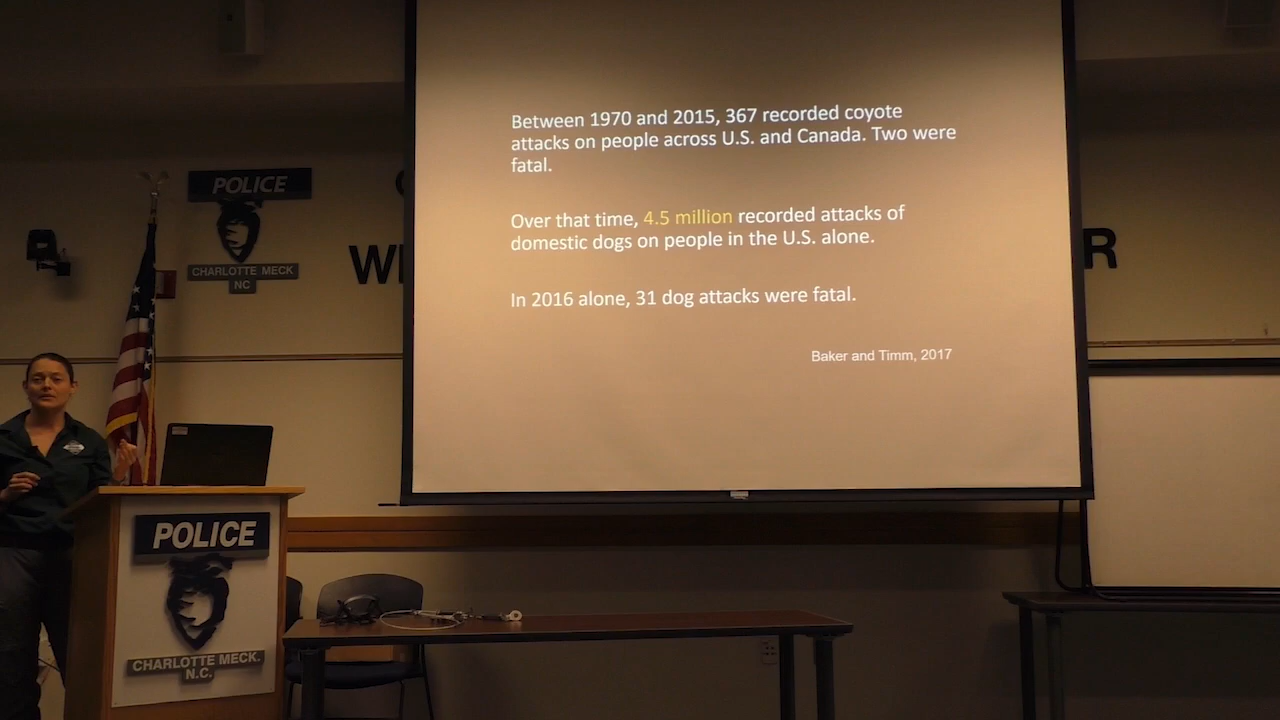 Between 1970 and 2015, 367 recorded coyote
attacks on people across U.S. and Canada. Two were
fatal.
Over that time, 4.5 million recorded attacks of
domestic dogs on people in the U.S. alone.
In 2016 alone, 31 dog attacks were fatal.
Baker and Timm, 2017
POLICE
CHARLOTTE MECK
NC
R
POLICE
CHARLOTTE MECK.
N.C.